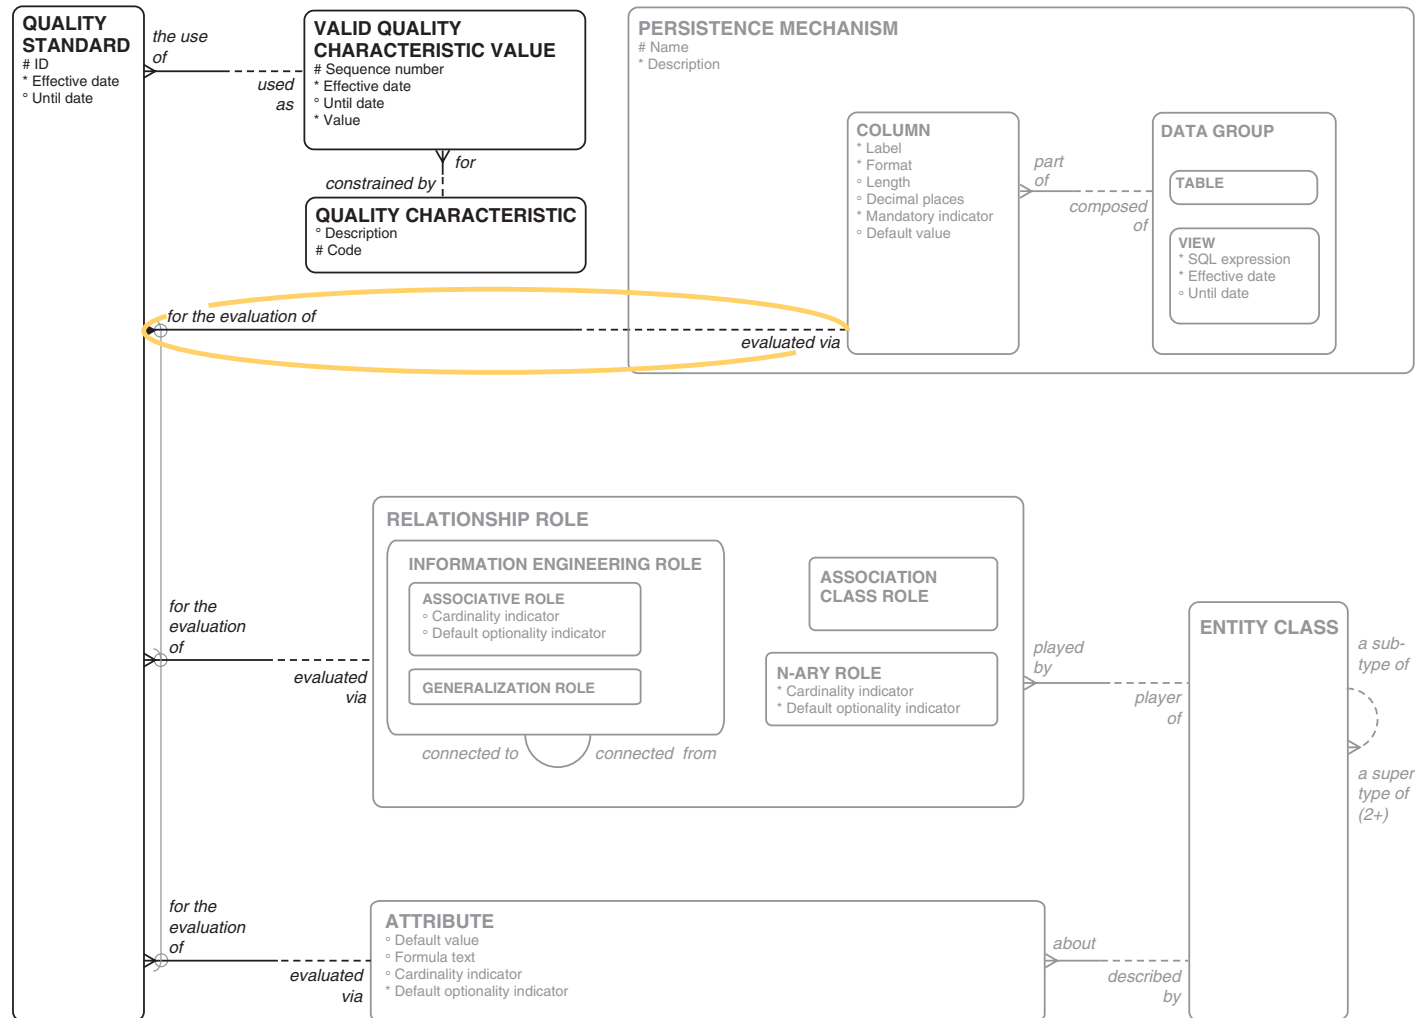 QUALITY
STANDARD
# ID
* Effective date
° Until date
the use
of
used
as
VALID QUALITY
CHARACTERISTIC VALUE
# Sequence number
* Effective date
° Until date
* Value
for
constrained by
QUALITY CHARACTERISTIC
° Description
# Code
PERSISTENCE MECHANISM
# Name
* Description
COLUMN
* Label
* Format
° Length
° Decimal places
* Mandatory indicator
° Default value
part
of
composed
of
DATA GROUP
TABLE
VIEW
* SQL expression
* Effective date
° Until date
for the evaluation of
evaluated via
RELATIONSHIP ROLE
INFORMATION ENGINEERING ROLE
ASSOCIATIVE ROLE
° Cardinality indicator
° Default optionality indicator
GENERALIZATION ROLE
connected to
connected from
ASSOCIATION
CLASS ROLE
N-ARY ROLE
* Cardinality indicator
* Default optionality indicator
for the
evaluation
of
evaluated
via
played
by
player
of
ENTITY CLASS
a sub-
type of
a super
type of
(2+)
for the
evaluation
of
evaluated
via
ATTRIBUTE
° Default value
° Formula text
° Cardinality indicator
* Default optionality indicator
about
described
by